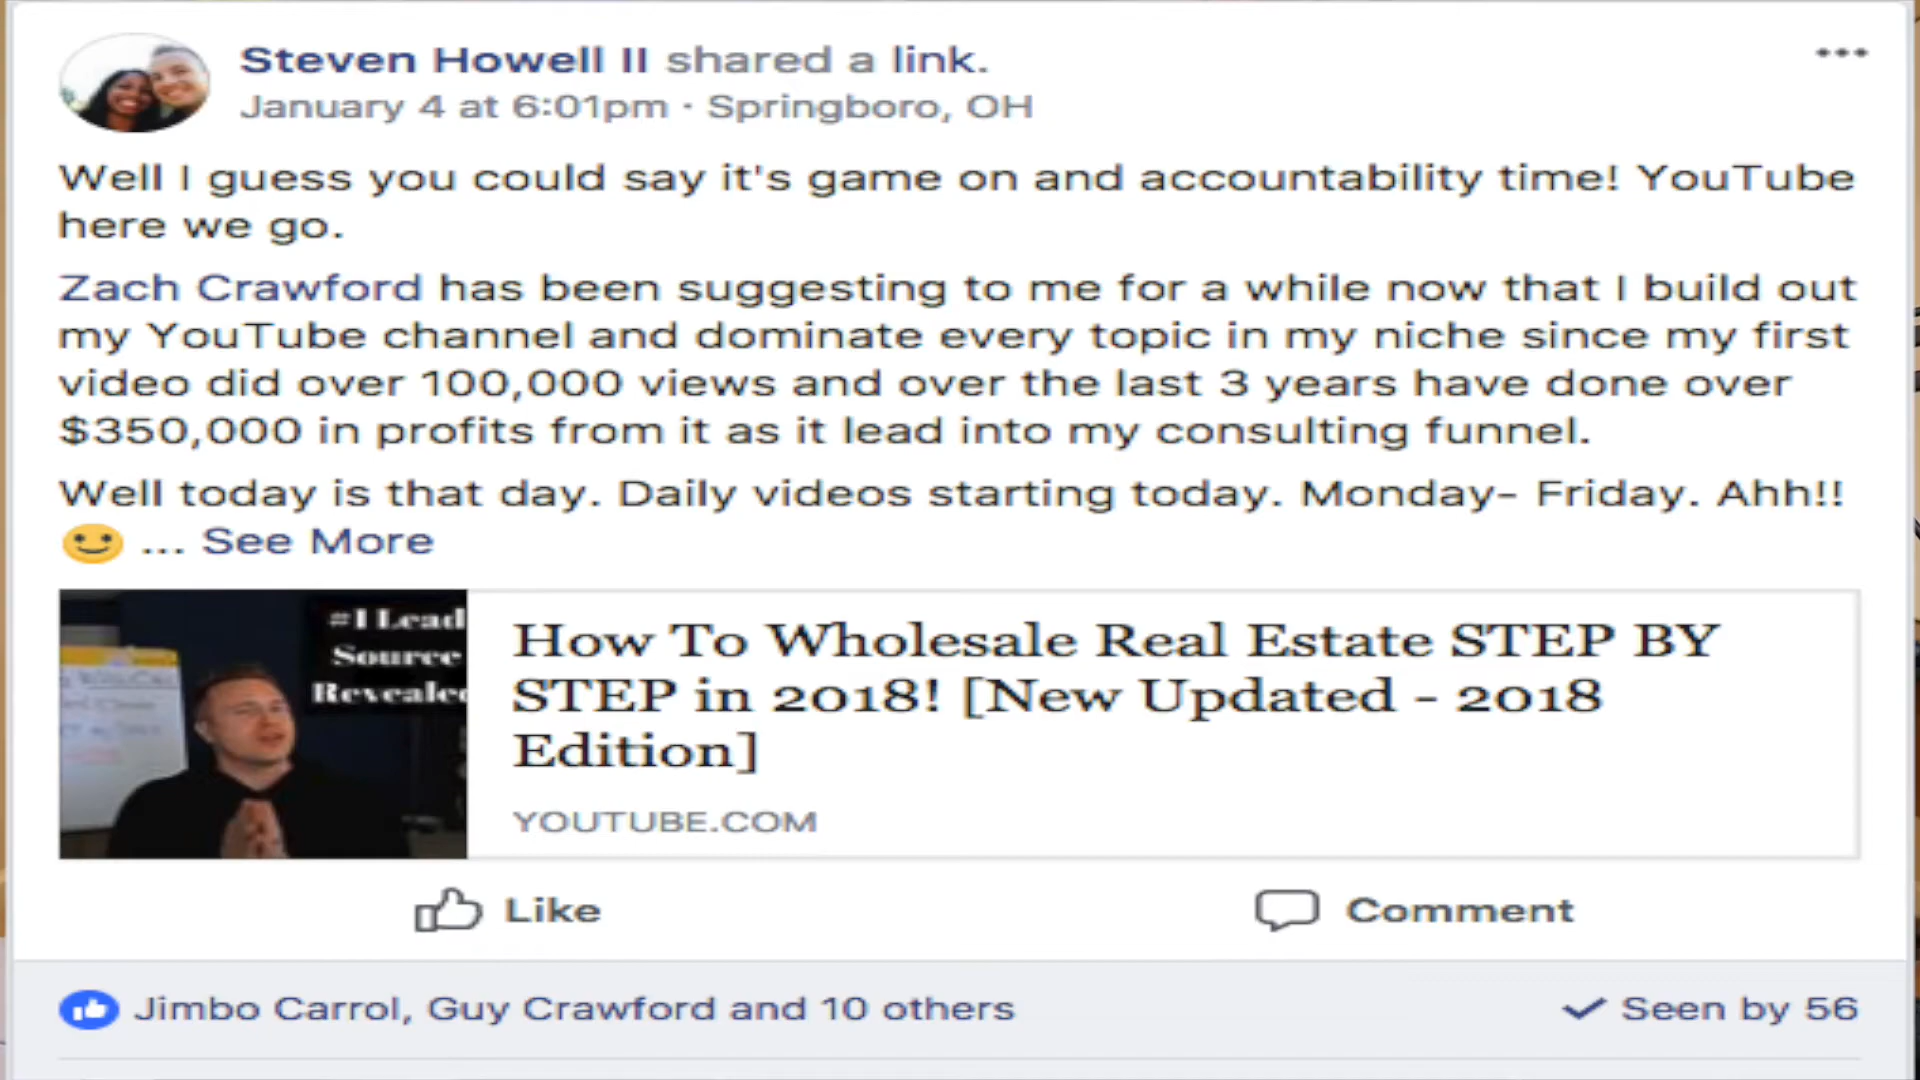 Steven Howell II shared a link.
January 4 at 6:01pm · Springboro, OH
Well I guess you could say it's game on and accountability time! YouTube
here we go.
Zach Crawford has been suggesting to me for a while now that I build out
my YouTube channel and dominate every topic in my niche since my first
video did over 100,000 views and over the last 3 years have done over
$350,000 in profits from it as it lead into my consulting funnel.
Well today is that day. Daily videos starting today. Monday- Friday. Ahh!!
🙂 ... See More
#1 Lead
Source
Revealed
How To Wholesale Real Estate STEP BY
STEP in 2018! [New Updated - 2018
Edition]
YOUTUBE.COM
Like
Comment
Jimbo Carrol, Guy Crawford and 10 others
Seen by 56